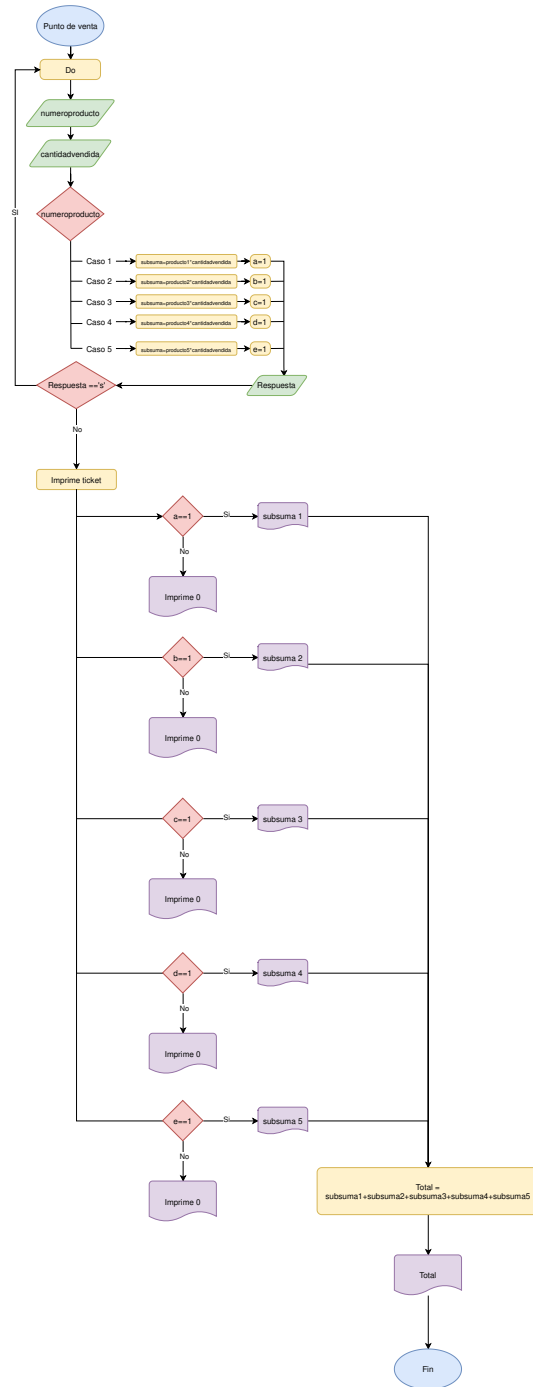 Punto de venta
Do
numeroproducto
cantidadvendida
SI
numeroproducto
Caso 1 subsuma=producto1*cantidadvendida a=1
Caso 2 subsuma=producto2*cantidadvendida b=1
Caso 3 subsuma=producto3*cantidadvendida c=1
Caso 4 subsuma=producto4*cantidadvendida d=1
Caso 5 subsuma=producto5*cantidadvendida e=1
Respuesta =='s' Respuesta
No
Imprime ticket
a==1 Si subsuma 1
No
Imprime 0
b==1 Si subsuma 2
No
Imprime 0
c==1 Si subsuma 3
No
Imprime 0
d==1 Si subsuma 4
No
Imprime 0
e==1 Si subsuma 5
No
Imprime 0
Total =
subsuma1+subsuma2+subsuma3+subsuma4+subsuma5
Total
Fin